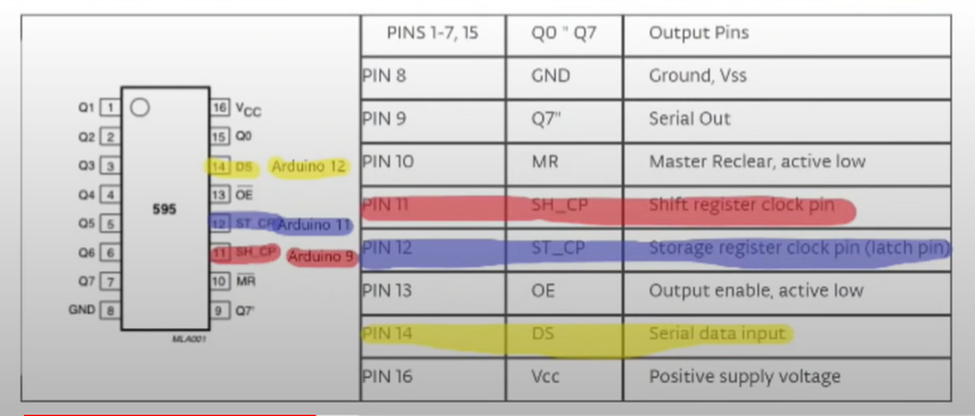 Q1 1 16 VCC
Q2 2 15 Q0
Q3 3 14 DS Arduino 12
Q4 4 13 OE
595
Q5 5 12 ST_CP Arduino 11
Q6 6 11 SH_CP Arduino 9
Q7 7 10 MR
GND 8 9 Q7'
MLA001
PINS 1-7, 15 Q0 " Q7 Output Pins
PIN 8 GND Ground, Vss
PIN 9 Q7" Serial Out
PIN 10 MR Master Reclear, active low
PIN 11 SH_CP Shift register clock pin
PIN 12 ST_CP Storage register clock pin (latch pin)
PIN 13 OE Output enable, active low
PIN 14 DS Serial data input
PIN 16 Vcc Positive supply voltage